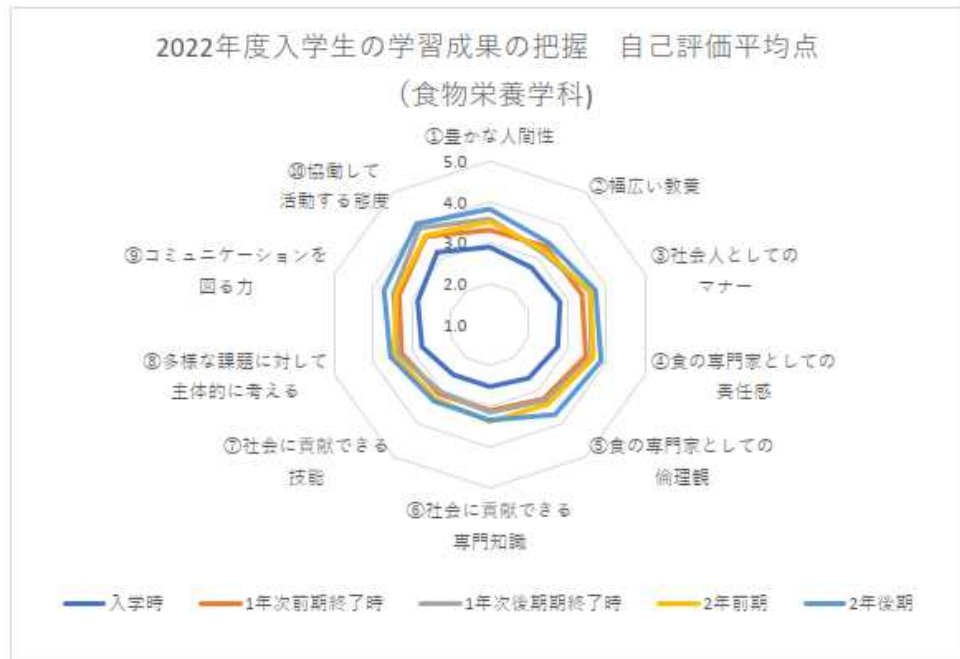 2022年度入学生の学習成果の把握　自己評価平均点
（食物栄養学科)
①豊かな人間性
②幅広い教養
③社会人としての
マナー
④食の専門家としての
責任感
⑤食の専門家としての
倫理観
⑥社会に貢献できる
専門知識
⑦社会に貢献できる
技能
⑧多様な課題に対して
主体的に考える
⑨コミュニケーションを
図る力
⑩協働して
活動する態度
5.0
4.0
3.0
2.0
1.0
入学時
1年次前期終了時
1年次後期期終了時
2年前期
2年後期